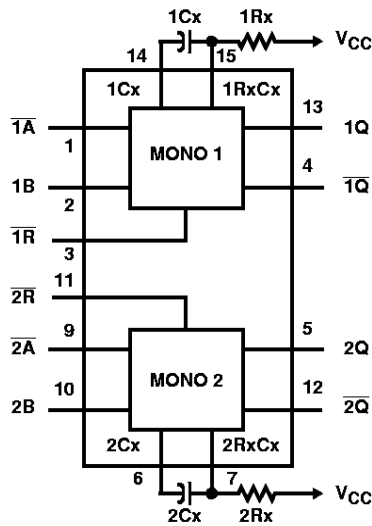 1Cx 1Rx
VCC
14 15
1Cx 1RxCx
1A 13 1Q
1
MONO 1
1B 4 1Q
2
1R
3
11
2R
2A 9 5 2Q
MONO 2
10 12
2B 2Q
2Cx 2RxCx
6 7
VCC
2Cx 2Rx